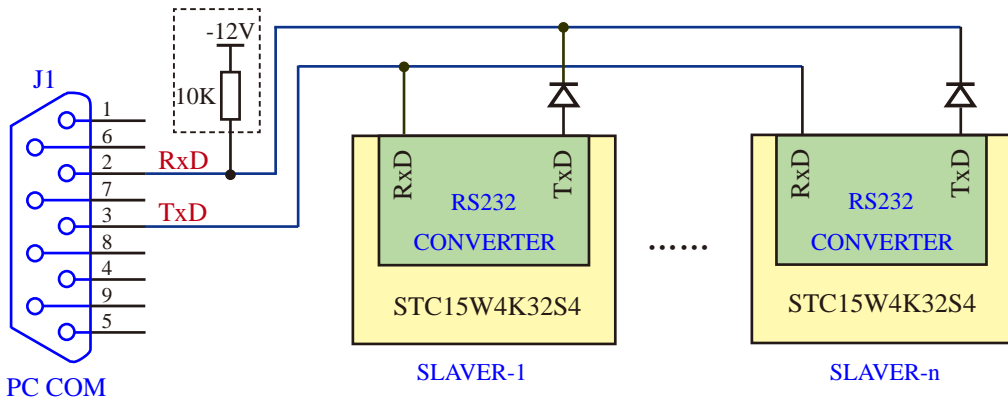 -12V
10K
J1
1
6
2
7
3
8
4
9
5
RxD
TxD
PC COM
RxD
TxD
RS232
CONVERTER
STC15W4K32S4
SLAVER-1
......
RxD
TxD
RS232
CONVERTER
STC15W4K32S4
SLAVER-n